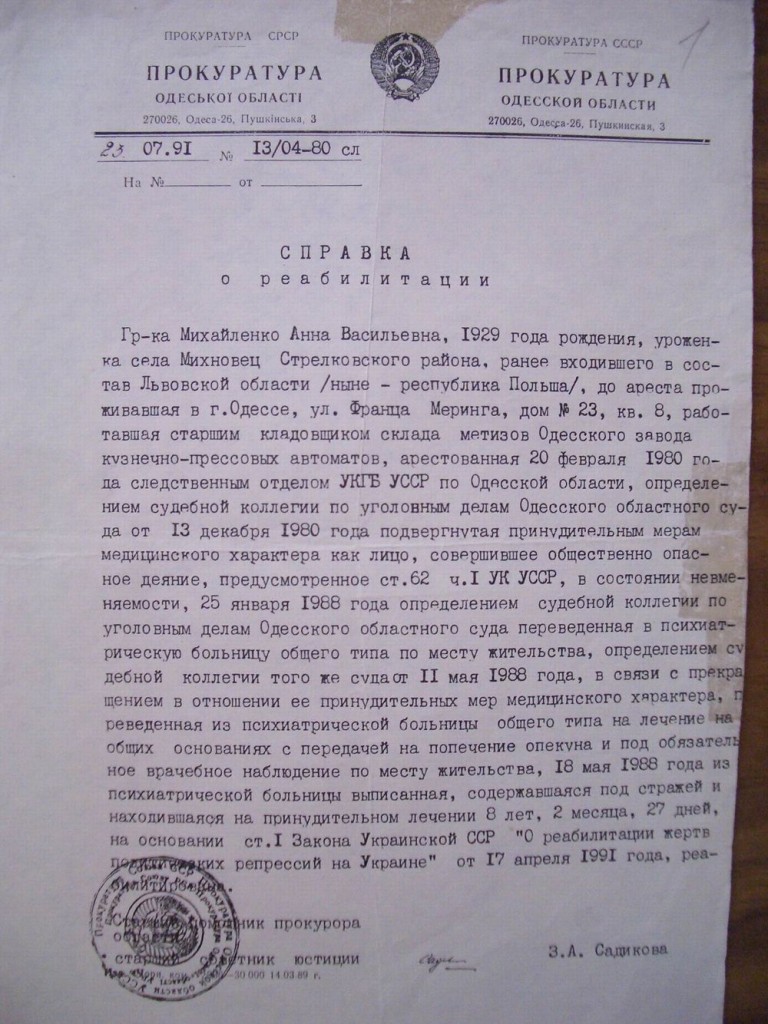 ПРОКУРАТУРА СРСР
ПРОКУРАТУРА
ОДЕСЬКОЇ ОБЛАСТІ
270026, Одеса-26, Пушкінська, 3
ПРОКУРАТУРА СССР
ПРОКУРАТУРА
ОДЕССКОЙ ОБЛАСТИ
270026, Одесса-26, Пушкинская, 3
1
23 07.91 № 13/04-80 сл
На № от
СПРАВКА
о реабилитации
Гр-ка Михайленко Анна Васильевна, 1929 года рождения, урожен-
ка села Михновец Стрелковского района, ранее входившего в сос-
тав Львовской области /ныне - республика Польша/, до ареста про-
живавшая в г.Одессе, ул. Франца Меринга, дом № 23, кв. 8, рабо-
тавшая старшим кладовщиком склада метизов Одесского завода
кузнечно-прессовых автоматов, арестованная 20 февраля 1980 го-
да следственным отделом УКГБ УССР по Одесской области, определе-
нием судебной коллегии по уголовным делам Одесского областного су-
да от 13 декабря 1980 года подвергнутая принудительным мерам
медицинского характера как лицо, совершившее общественно опас-
ное деяние, предусмотренное ст.62 ч.I УК УССР, в состоянии невме-
няемости, 25 января 1988 года определением судебной коллегии по
уголовным делам Одесского областного суда переведенная в психиат-
рическую больницу общего типа по месту жительства, определением су
дебной коллегии того же суда от 11 мая 1988 года, в связи с прекра
щением в отношении ее принудительных мер медицинского характера, п
реведенная из психиатрической больницы общего типа на лечение на
общих основаниях с передачей на попечение опекуна и под обязатель
ное врачебное наблюдение по месту жительства, 18 мая 1988 года из
психиатрической больницы выписанная, содержавшаяся под стражей и
находившаяся на принудительном лечении 8 лет, 2 месяца, 27 дней,
на основании ст.I Закона Украинской ССР "О реабилитации жертв
политических репрессий на Украине" от 17 апреля 1991 года, реа-
билитирована.
Старший помощник прокурора
области
старший советник юстиции
З.А. Садикова
30 000 14.03.89 г.